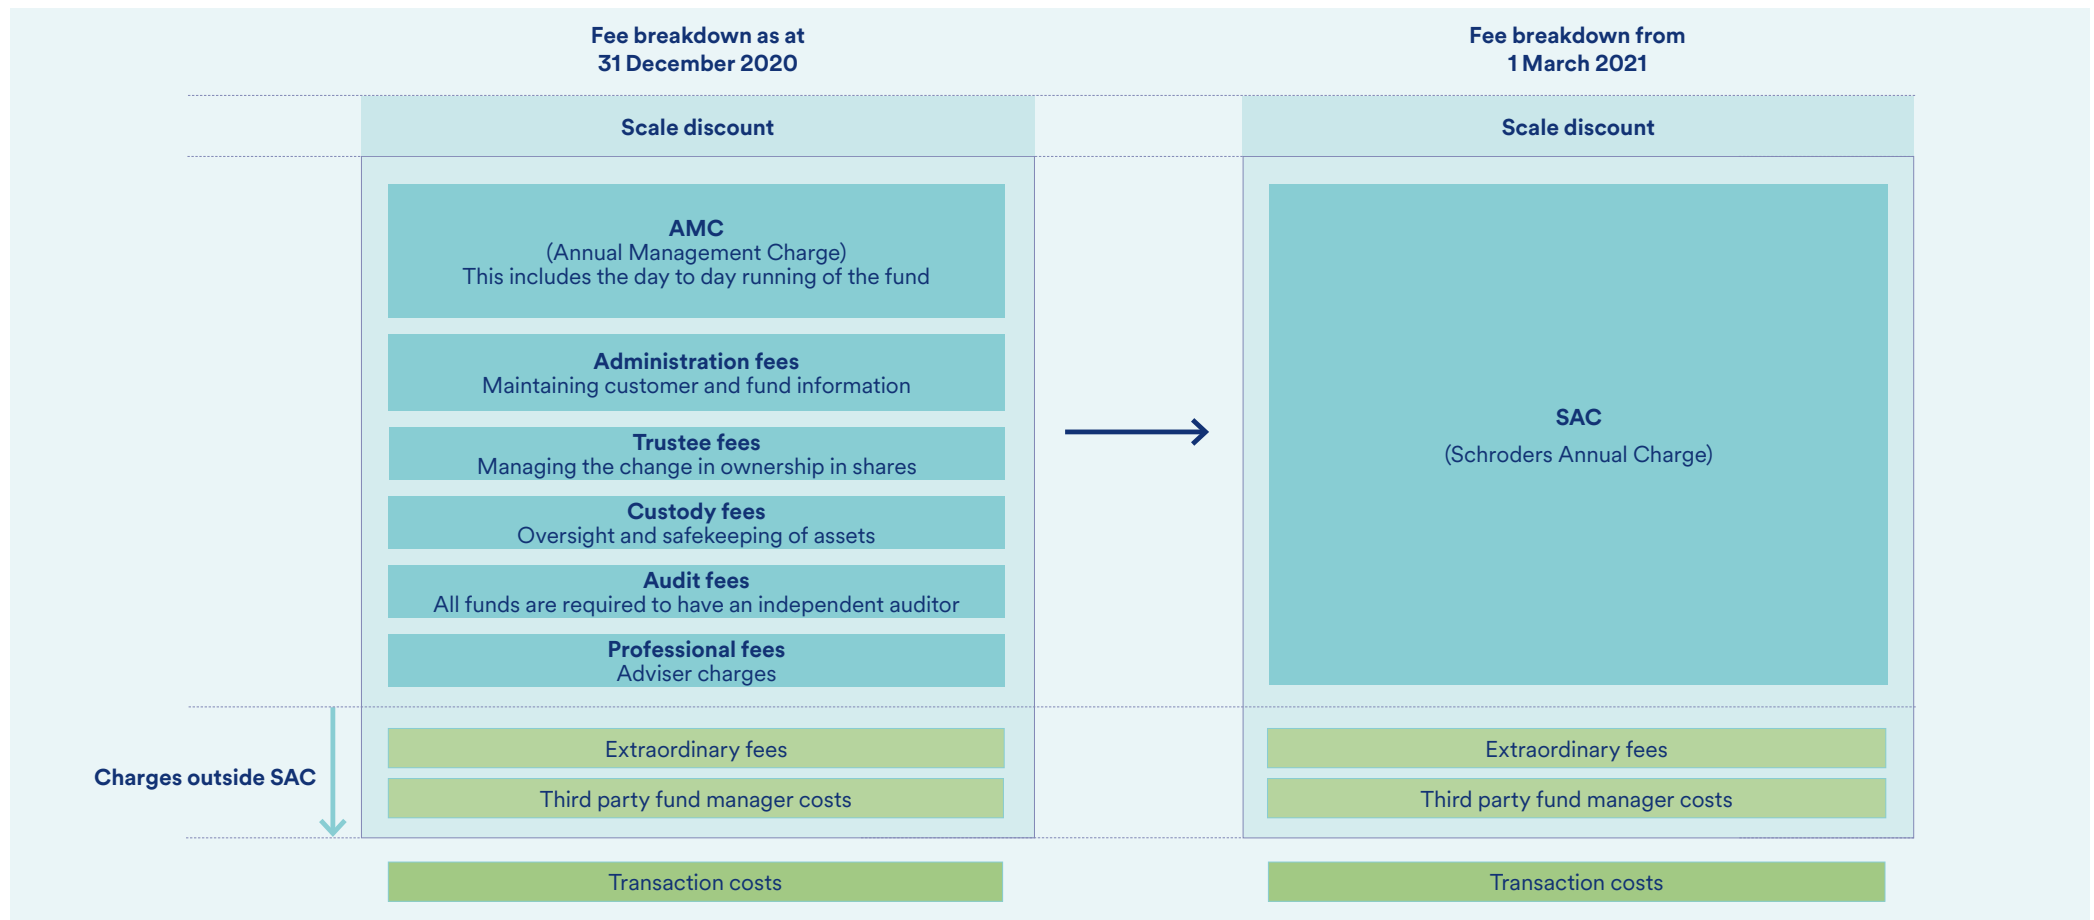 Fee breakdown as at
31 December 2020
Fee breakdown from
1 March 2021
Scale discount
Scale discount
AMC
(Annual Management Charge)
This includes the day to day running of the fund
Administration fees
Maintaining customer and fund information
Trustee fees
Managing the change in ownership in shares
Custody fees
Oversight and safekeeping of assets
Audit fees
All funds are required to have an independent auditor
Professional fees
Adviser charges
SAC
(Schroders Annual Charge)
Charges outside SAC
Extraordinary fees
Third party fund manager costs
Extraordinary fees
Third party fund manager costs
Transaction costs
Transaction costs